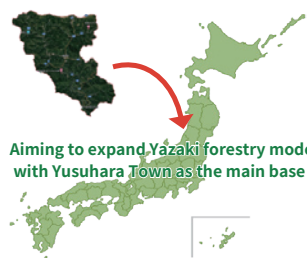 Aiming to expand Yazaki forestry mode
with Yusuhara Town as the main base